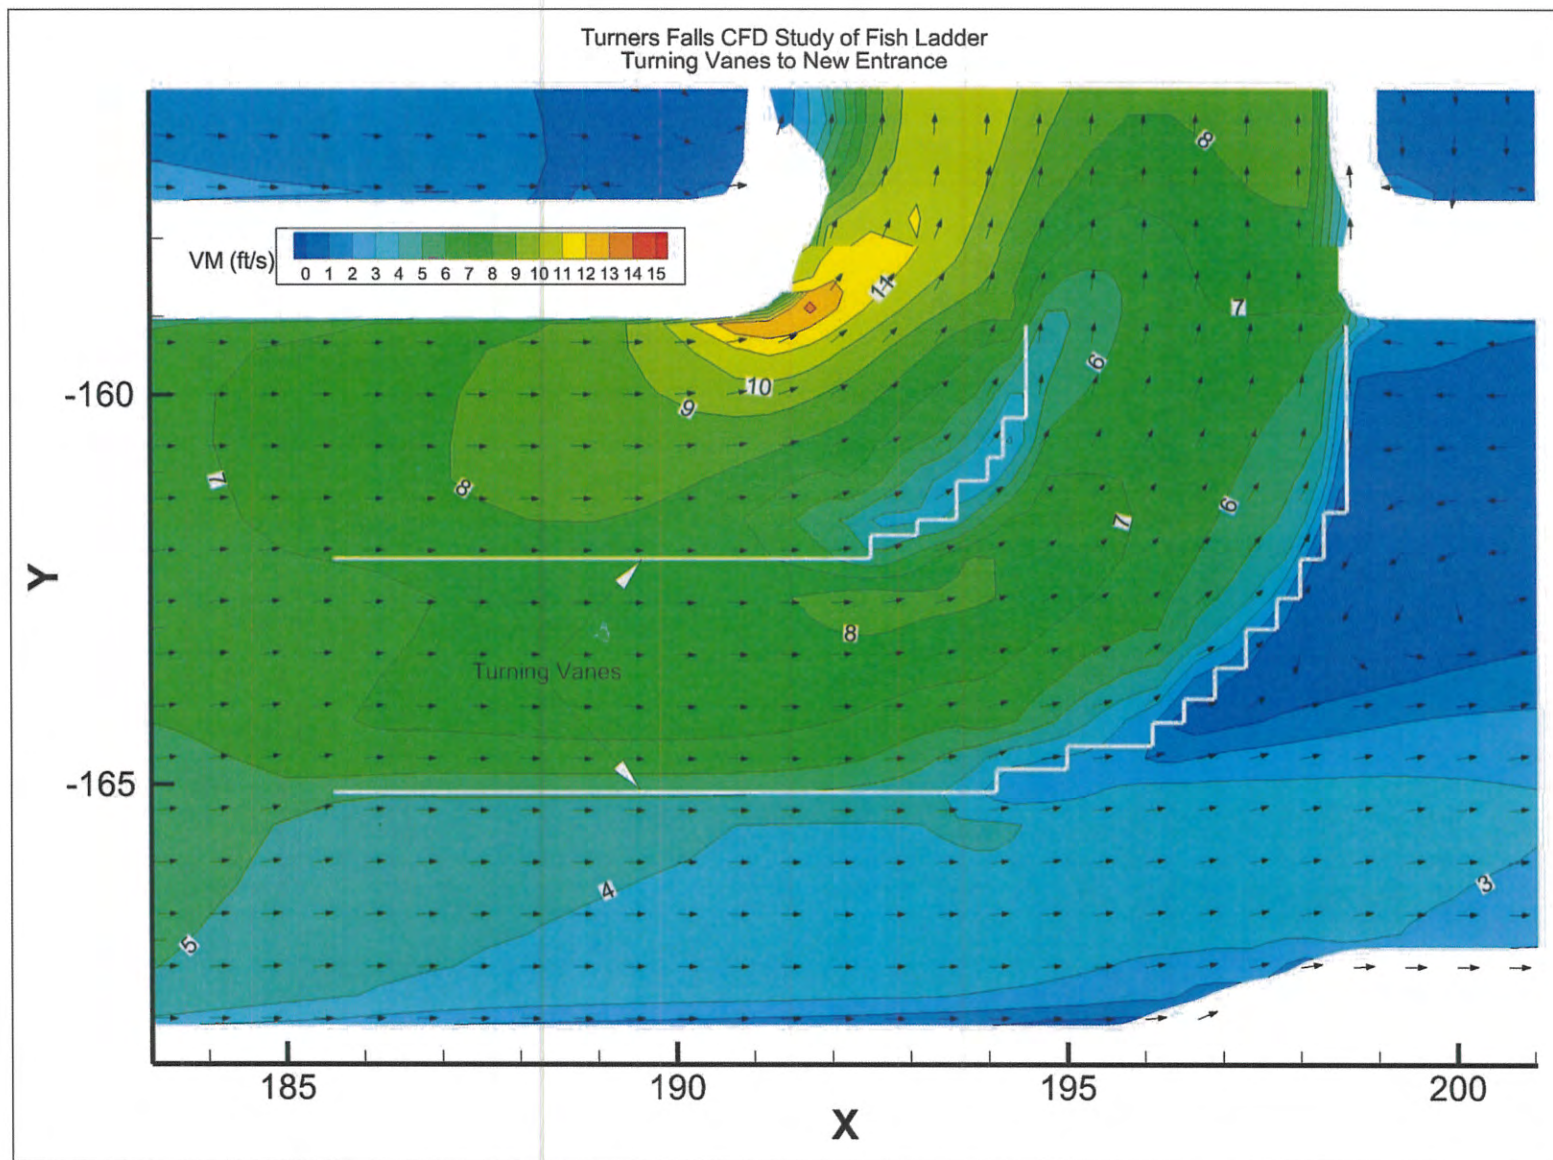 Turners Falls CFD Study of Fish Ladder
Turning Vanes to New Entrance
8
VM (ft/s)
0 1 2 3 4 5 6 7 8 9 10 11 12 13 14 15
11
7
-160
10
6
9
7
8
6
7
Y
8
Turning Vanes
-165
4
3
5
185
190
195
200
X